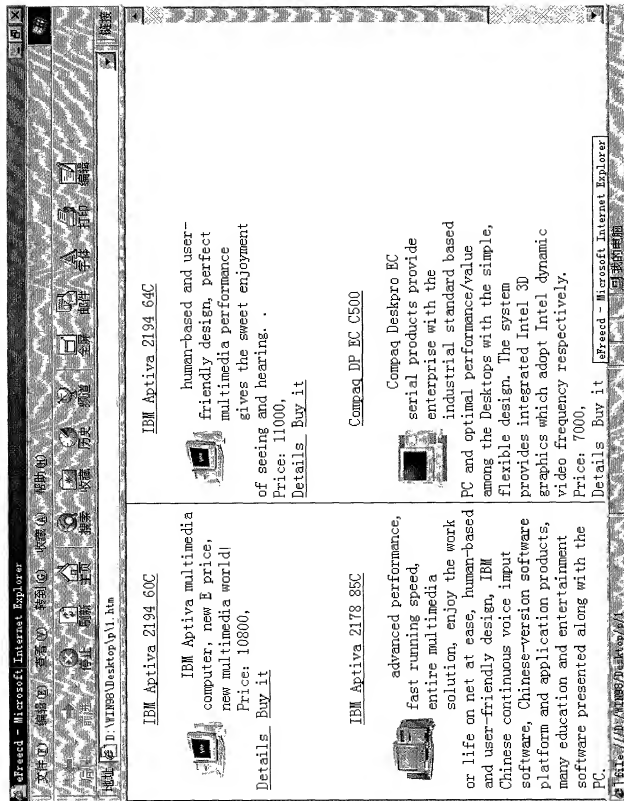 eFreecd - Microsoft Internet Explorer
文件(F) 编辑(E) 查看(V) 转到(G) 收藏(A) 帮助(H)
停止 刷新 主页 搜索 收藏 历史 频道 全屏 邮件 字体 打印 编辑
地址 D:\WIN98\Desktop\p\1.htm 链接
IBM Aptiva 2194 60C
IBM Aptiva multimedia
computer, new E price,
new multimedia world!
Price: 10800,
Details Buy it
IBM Aptiva 2194 64C
human-based and user-
friendly design, perfect
multimedia performance
gives the sweet enjoyment
of seeing and hearing. .
Price: 11000,
Details Buy it
IBM Aptiva 2178 85C
advanced performance,
fast running speed,
entire multimedia
solution, enjoy the work
or life on net at ease, human-based
and user-friendly design, IBM
Chinese continuous voice imput
software, Chinese-version software
platform and application products,
many education and entertainment
software presented along with the
PC.
Compaq DP EC C500
Compaq Deskpro EC
serial products provide
enterprise with the
industrial standard based
PC and optimal performance/value
among the Desktops with the simple,
flexible design. The system
provides integrated Intel 3D
graphics which adopt Intel dynamic
video frequency respectively.
Price: 7000,
Details Buy it
eFreecd - Microsoft Internet Explorer
file://D:/WIN98/Desktop/p/1
我的电脑